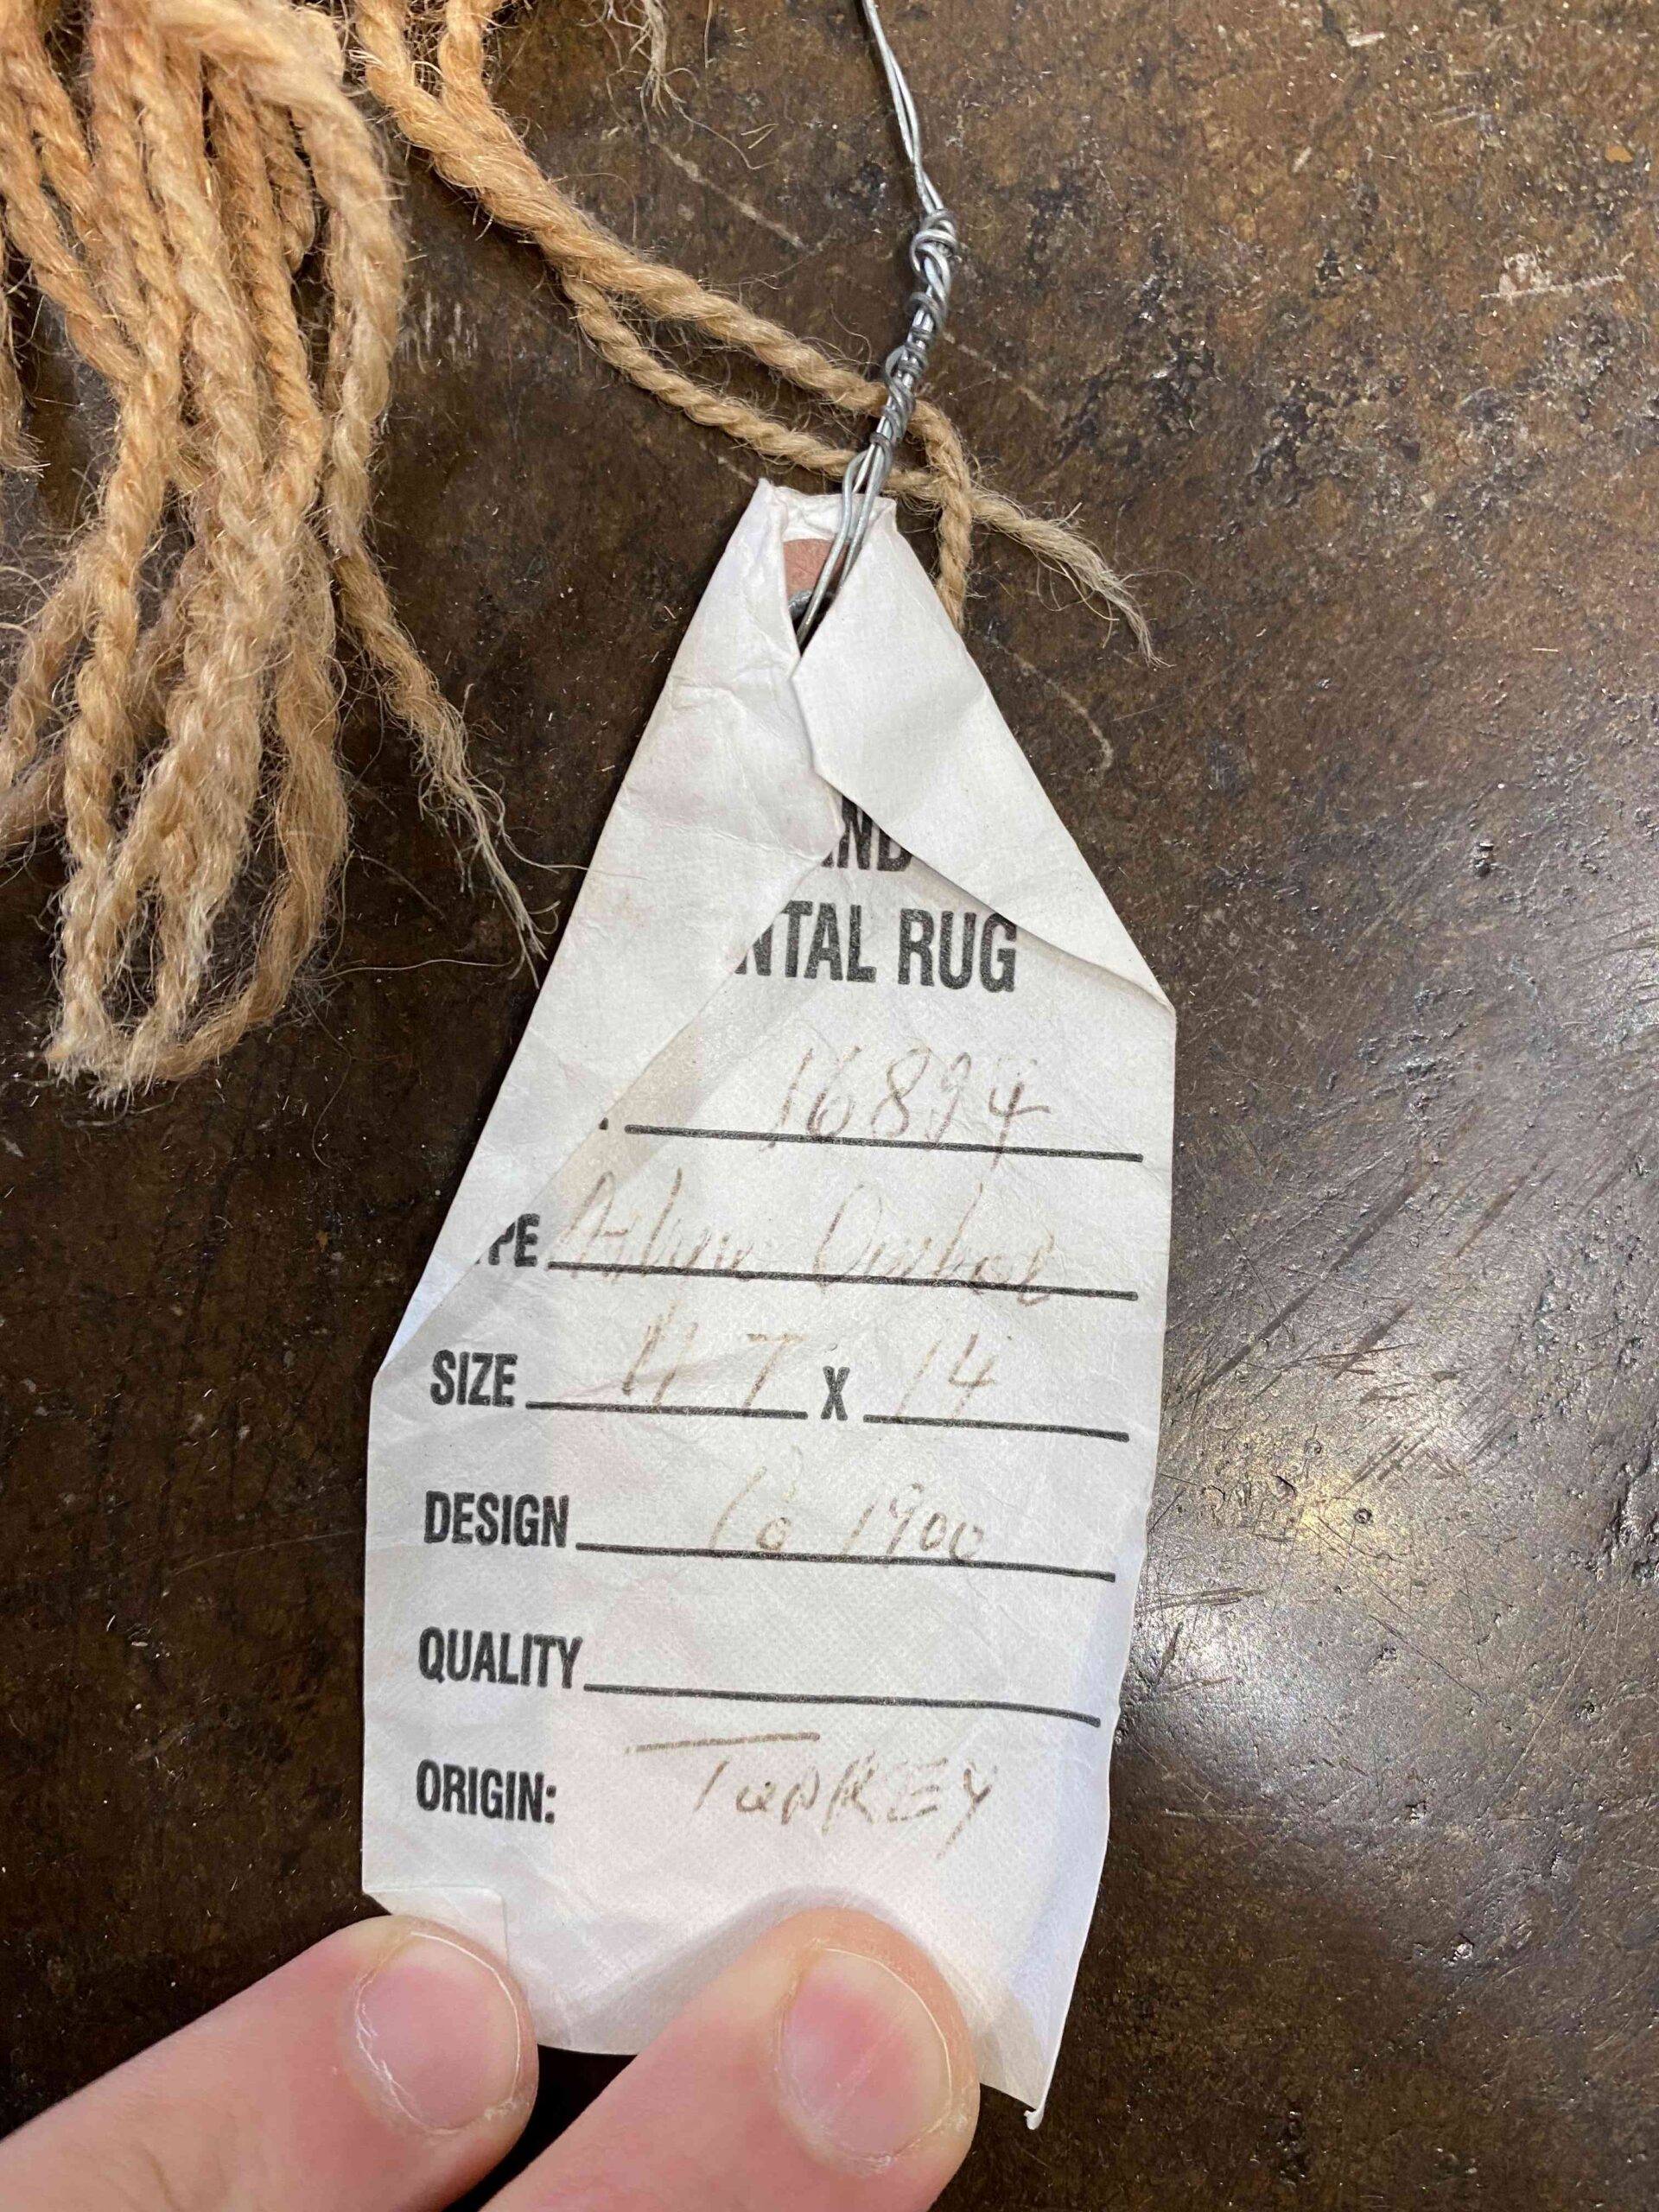 NTAL RUG
16894
PE
SIZE 11 7 X 14
DESIGN Ca 1900
QUALITY
ORIGIN: TURKEY